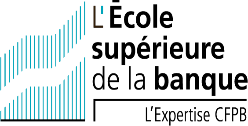 L'École
supérieure
de la banque
L'Expertise CFPB